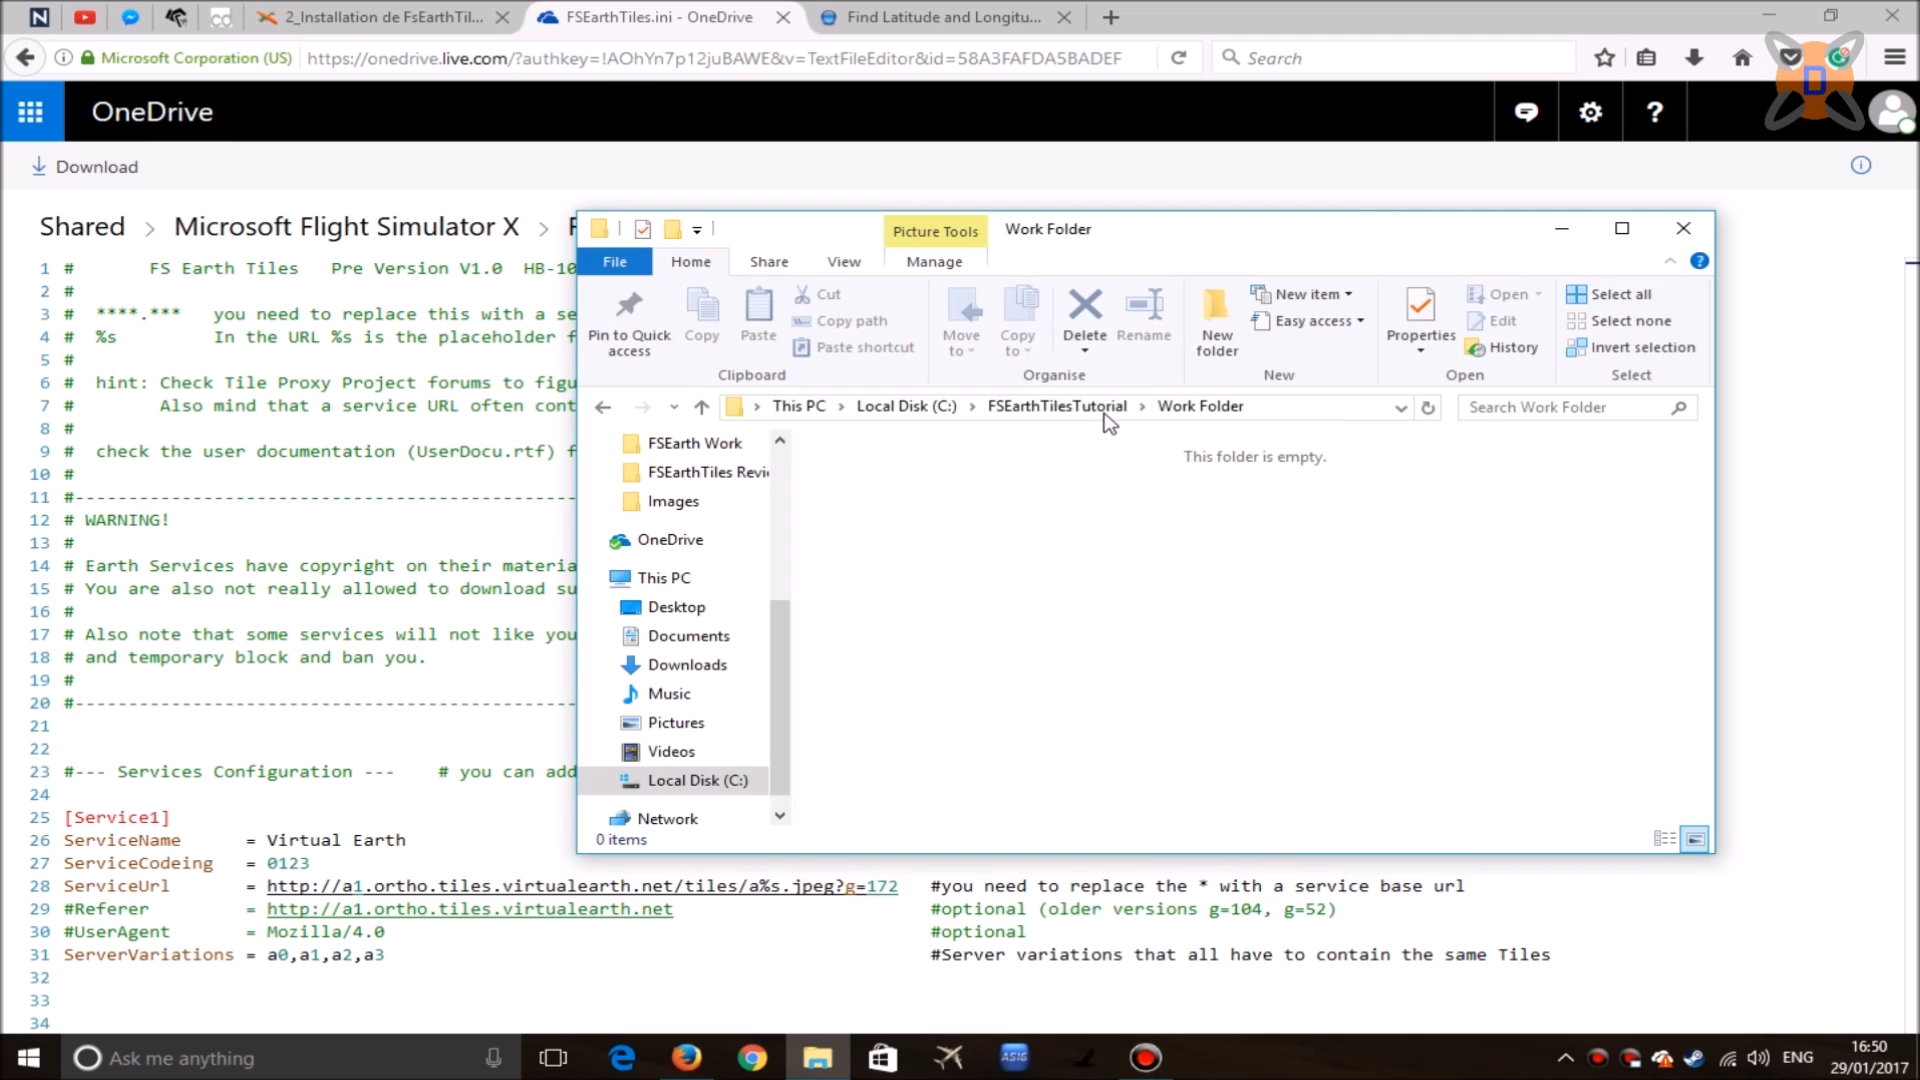 2_Installation de FsEarthTil...
FSEarthTiles.ini - OneDrive
Find Latitude and Longitu...
Microsoft Corporation (US)
https://onedrive.live.com/?authkey=!AOhYn7p12juBAWE&v=TextFileEditor&id=58A3FAFDA5BADEF
Search
OneDrive
Download
Shared > Microsoft Flight Simulator X >
Picture Tools
Work Folder
File
Home
Share
View
Manage
Pin to Quick access
Copy
Paste
Cut
Copy path
Paste shortcut
Clipboard
Move to
Copy to
Delete
Rename
Organise
New folder
New item
Easy access
New
Properties
Open
Edit
History
Open
Select all
Select none
Invert selection
Select
This PC > Local Disk (C:) > FSEarthTilesTutorial > Work Folder
Search Work Folder
FSEarth Work
FSEarthTiles Revi
Images
OneDrive
This PC
Desktop
Documents
Downloads
Music
Pictures
Videos
Local Disk (C:)
Network
This folder is empty.
0 items
1 # FS Earth Tiles Pre Version V1.0 HB-10
2 #
3 # ****.*** you need to replace this with a se
4 # %s In the URL %s is the placeholder f
5 #
6 # hint: Check Tile Proxy Project forums to figu
7 # Also mind that a service URL often cont
8 #
9 # check the user documentation (UserDocu.rtf) f
10 #
11 #-------------------------------------------------
12 # WARNING!
13 #
14 # Earth Services have copyright on their materia
15 # You are also not really allowed to download su
16 #
17 # Also note that some services will not like you
18 # and temporary block and ban you.
19 #
20 #-------------------------------------------------
21
22
23 #--- Services Configuration --- # you can add
24
25 [Service1]
26 ServiceName = Virtual Earth
27 ServiceCodeing = 0123
28 ServiceUrl = http://a1.ortho.tiles.virtualearth.net/tiles/a%s.jpeg?g=172 #you need to replace the * with a service base url
29 #Referer = http://a1.ortho.tiles.virtualearth.net #optional (older versions g=104, g=52)
30 #UserAgent = Mozilla/4.0 #optional
31 ServerVariations = a0,a1,a2,a3 #Server variations that all have to contain the same Tiles
32
33
34
Ask me anything
AS16
ENG
16:50
29/01/2017